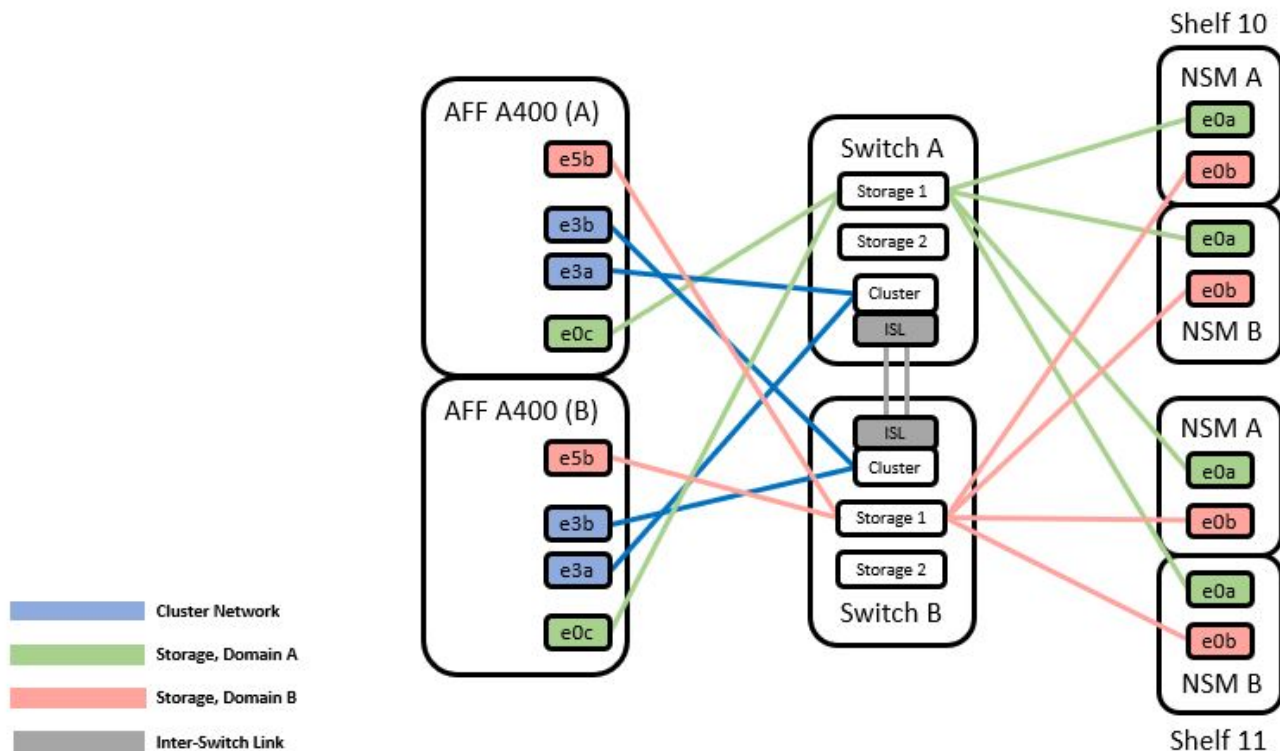 AFF A400 (A)
e5b
e3b
e3a
e0c
AFF A400 (B)
e5b
e3b
e3a
e0c
Switch A
Storage 1
Storage 2
Cluster
ISL
ISL
Cluster
Storage 1
Storage 2
Switch B
Shelf 10
NSM A
e0a
e0b
e0a
e0b
NSM B
NSM A
e0a
e0b
e0a
e0b
NSM B
Shelf 11
Cluster Network
Storage, Domain A
Storage, Domain B
Inter-Switch Link